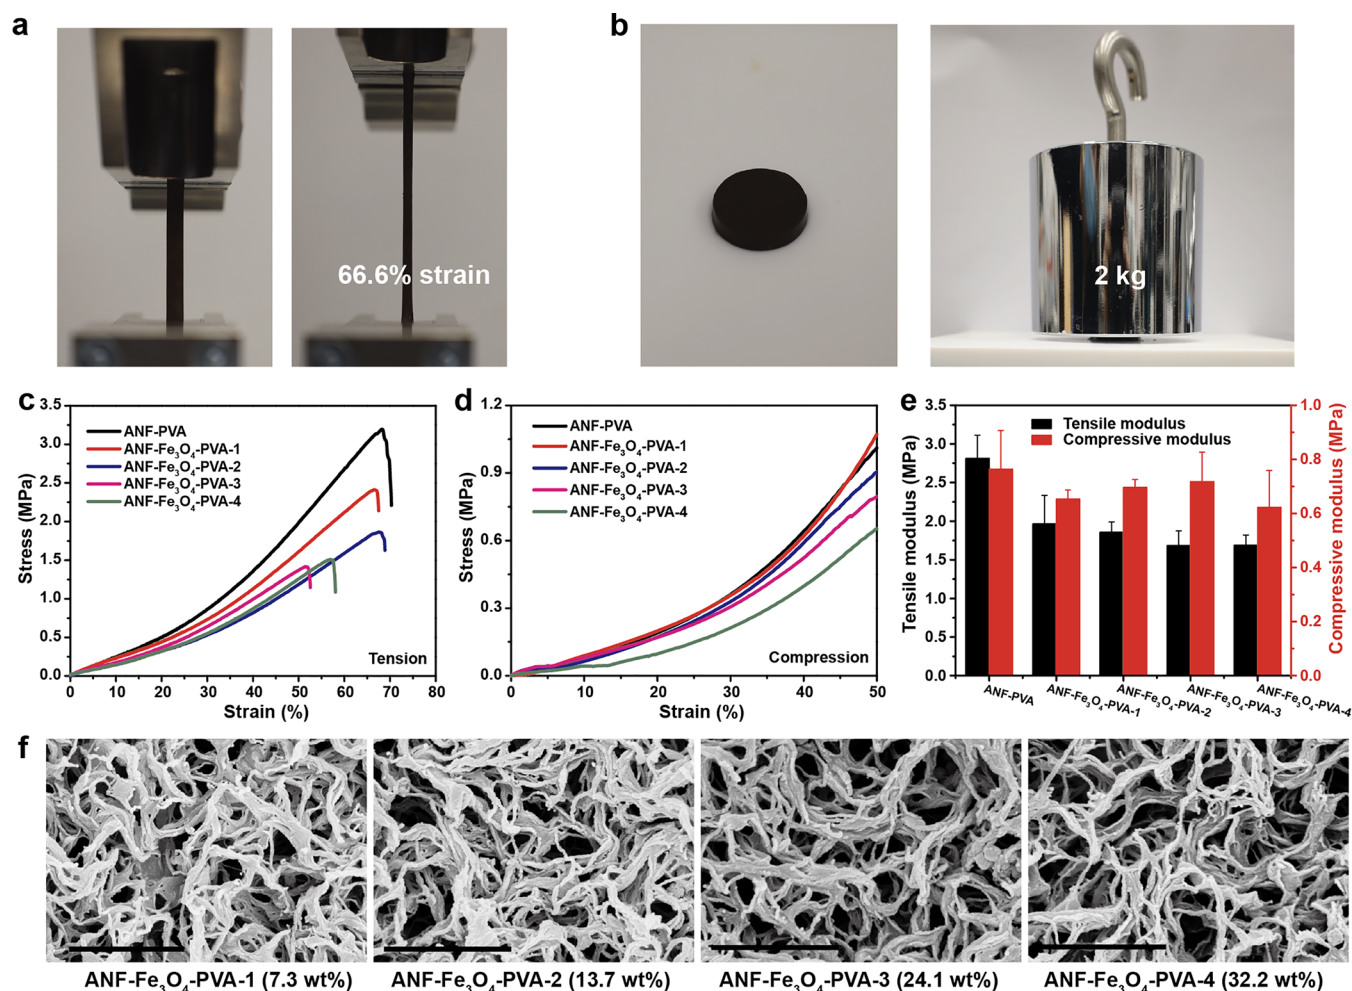 a
b
66.6% strain
2 kg
c
3.5
3.0
2.5
2.0
1.5
1.0
0.5
0.0
Stress (MPa)
ANF-PVA
ANF-Fe₃O₄-PVA-1
ANF-Fe₃O₄-PVA-2
ANF-Fe₃O₄-PVA-3
ANF-Fe₃O₄-PVA-4
Tension
0 10 20 30 40 50 60 70 80
Strain (%)
d
1.2
0.9
0.6
0.3
0.0
Stress (MPa)
ANF-PVA
ANF-Fe₃O₄-PVA-1
ANF-Fe₃O₄-PVA-2
ANF-Fe₃O₄-PVA-3
ANF-Fe₃O₄-PVA-4
Compression
0 10 20 30 40 50
Strain (%)
e
3.5
3.0
2.5
2.0
1.5
1.0
0.5
0.0
Tensile modulus (MPa)
Tensile modulus
Compressive modulus
1.0
0.8
0.6
0.4
0.2
0.0
Compressive modulus (MPa)
ANF-PVA
ANF-Fe₃O₄-PVA-1
ANF-Fe₃O₄-PVA-2
ANF-Fe₃O₄-PVA-3
ANF-Fe₃O₄-PVA-4
f
ANF-Fe₃O₄-PVA-1 (7.3 wt%)
ANF-Fe₃O₄-PVA-2 (13.7 wt%)
ANF-Fe₃O₄-PVA-3 (24.1 wt%)
ANF-Fe₃O₄-PVA-4 (32.2 wt%)